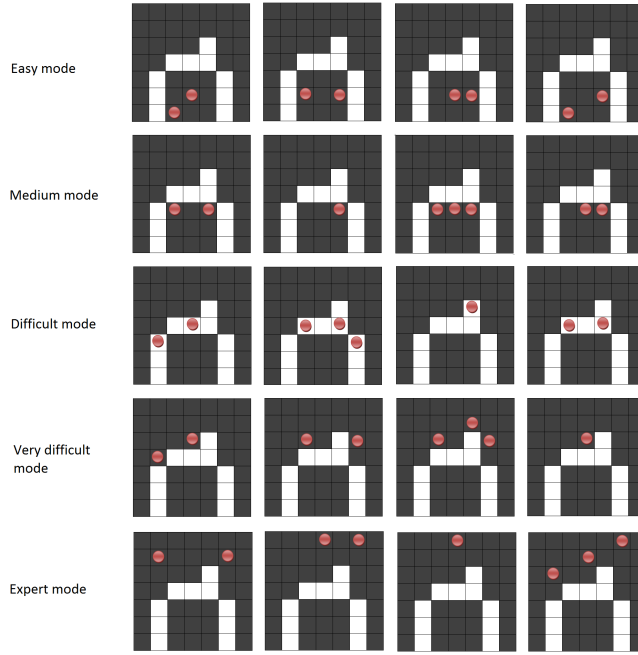 Easy mode
Medium mode
Difficult mode
Very difficult
mode
Expert mode